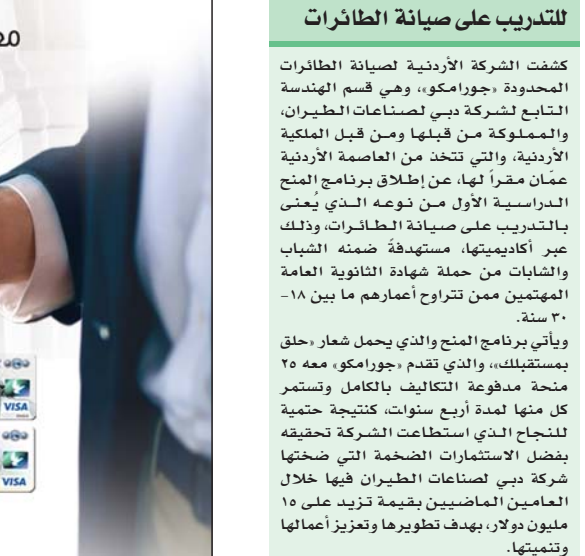 للتدريب على صيانة الطائرات
كشفت الشركة الأردنية لصيانة الطائرات
المحدودة «جورامكو»، وهي قسم الهندسة
التابع لشركة دبي لصناعات الطيران،
والمملوكة من قبلها ومن قبل الملكية
الأردنية، والتي تتخذ من العاصمة الأردنية
عمّان مقراً لها، عن إطلاق برنامج المنح
الدراسية الأول من نوعه الذي يُعنى
بالتدريب على صيانة الطائرات، وذلك
عبر أكاديميتها، مستهدفةً ضمنه الشباب
والشابات من حملة شهادة الثانوية العامة
المهتمين ممن تتراوح أعمارهم ما بين ١٨-
٣٠ سنة.
ويأتي برنامج المنح والذي يحمل شعار «حلق
بمستقبلك»، والذي تقدم «جورامكو» معه ٢٥
منحة مدفوعة التكاليف بالكامل وتستمر
كل منها لمدة أربع سنوات، كنتيجة حتمية
للنجاح الذي استطاعت الشركة تحقيقه
بفضل الاستثمارات الضخمة التي ضختها
شركة دبي لصناعات الطيران فيها خلال
العامين الماضيين بقيمة تزيد على ١٥
مليون دولار، بهدف تطويرها وتعزيز أعمالها
وتنميتها.
VISA
VISA